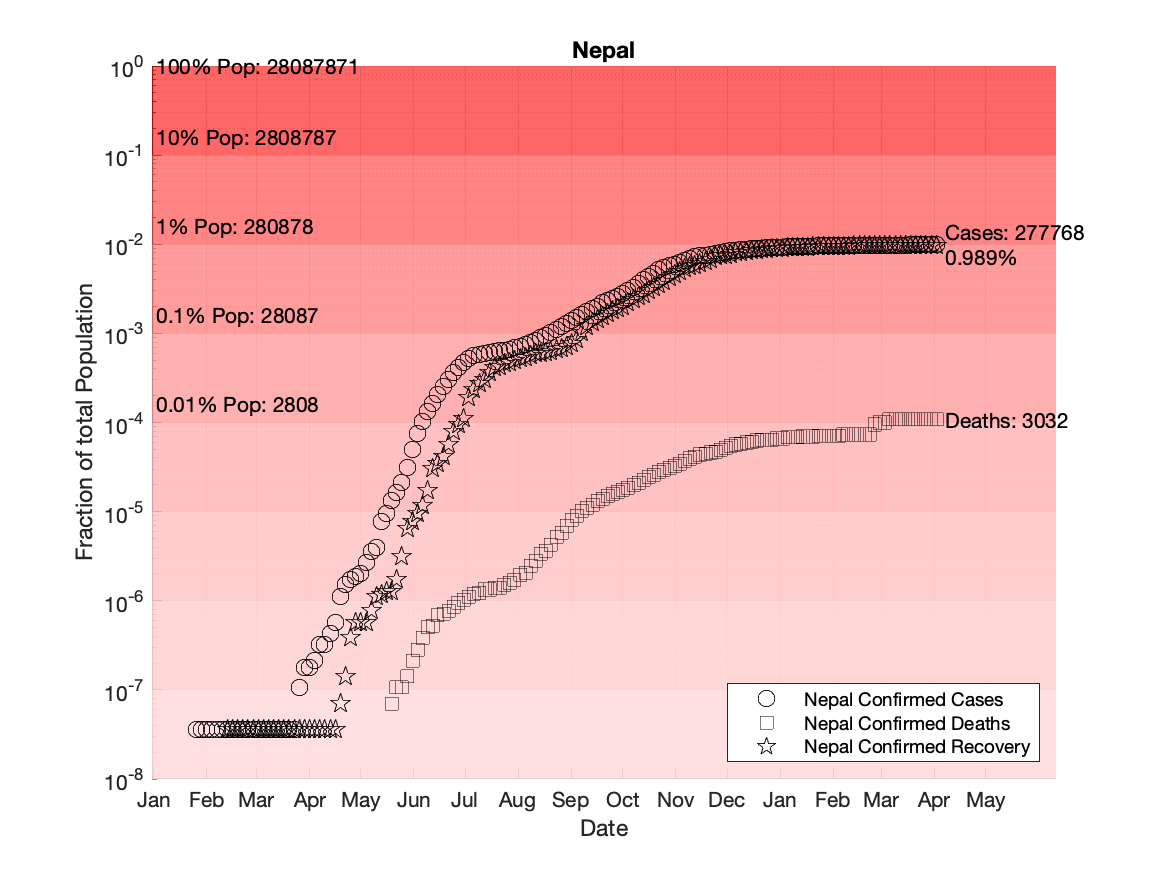 Nepal
10^0
100% Pop: 28087871
10% Pop: 2808787
10^-1
1% Pop: 280878
10^-2
Cases: 277768
0.989%
0.1% Pop: 28087
10^-3
0.01% Pop: 2808
10^-4
Deaths: 3032
10^-5
10^-6
10^-7
10^-8
Fraction of total Population
Nepal Confirmed Cases
Nepal Confirmed Deaths
Nepal Confirmed Recovery
Jan Feb Mar Apr May Jun Jul Aug Sep Oct Nov Dec Jan Feb Mar Apr May
Date